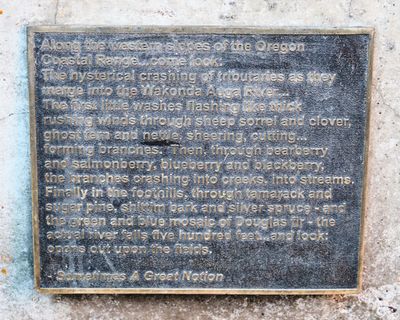 Along the western slopes of the Oregon
Coastal Range...come look:
The hysterical crashing of tributaries as they
merge into the Wakonda Auga River...
The first little washes flashing like thick
rushing winds through sheep sorrel and clover,
ghost fern and nettle, sheering, cutting...
forming branches. Then, through bearberry
and salmonberry, blueberry and blackberry,
the branches crashing into creeks, into streams.
Finally, in the foothills, through tamarack and
sugar pine, shittim bark and silver spruce - and
the green and blue mosaic of Douglas fir - the
actual river falls five hundred feet...and look:
opens out upon the fields.
- Sometimes A Great Notion